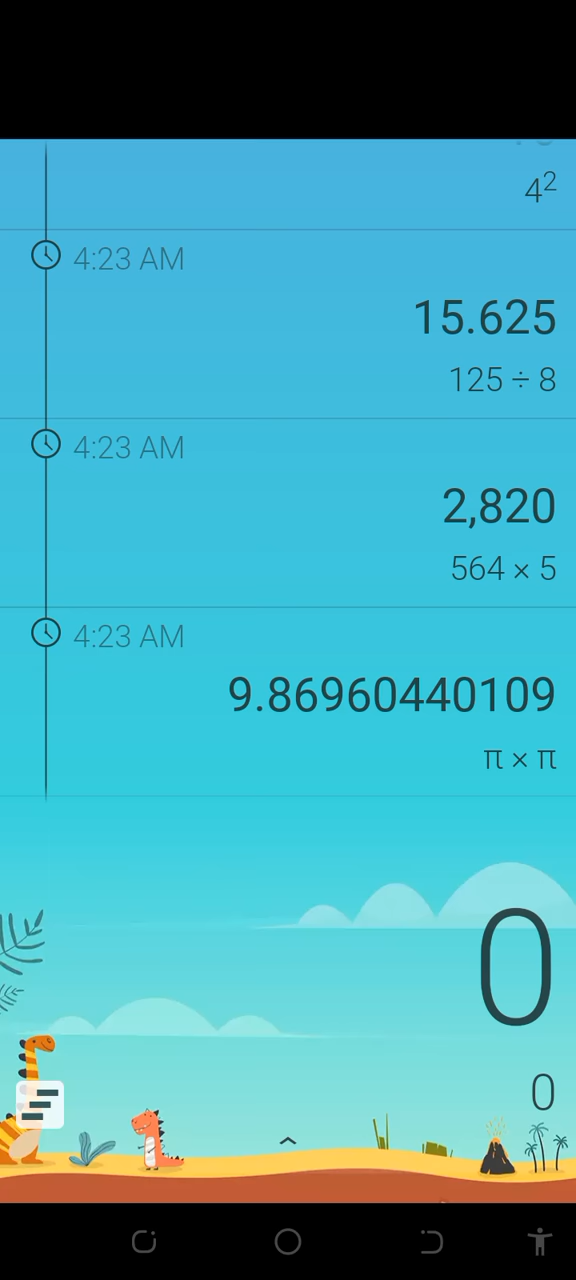 4²
4:23 AM
15.625
125 ÷ 8
4:23 AM
2,820
564 × 5
4:23 AM
9.86960440109
π × π
0
0